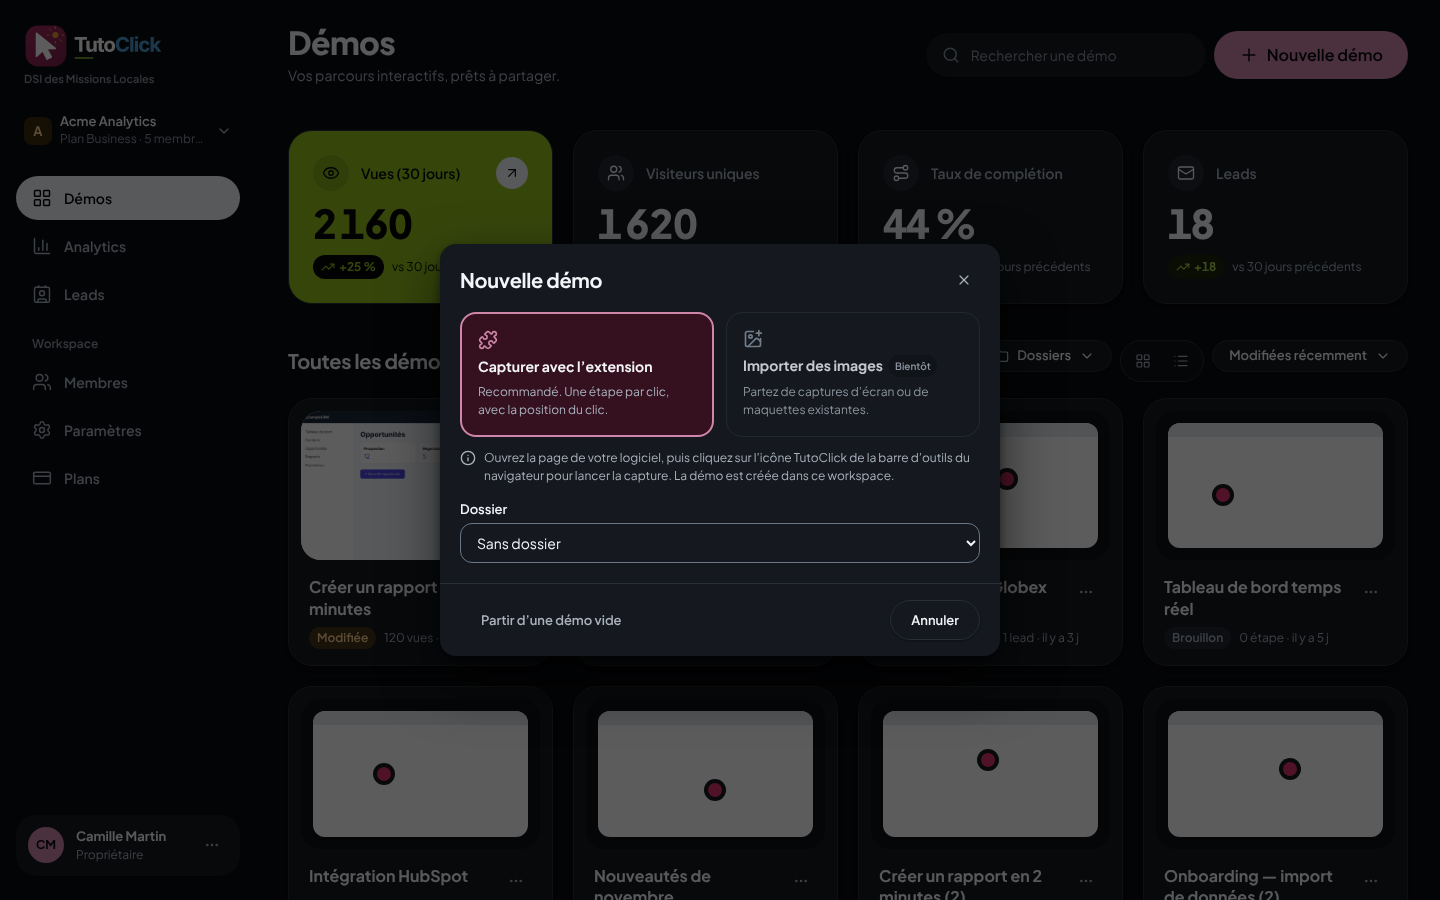 TutoClick
DSI des Missions Locales
Acme Analytics
Plan Business · 5 membr...
Démos
Analytics
Leads
Workspace
Membres
Paramètres
Plans
CM
Camille Martin
Propriétaire
...
Démos
Vos parcours interactifs, prêts à partager.
Rechercher une démo
Nouvelle démo
Vues (30 jours)
2 160
+25 %
vs 30 jou
Visiteurs uniques
1 620
Taux de complétion
44 %
ours précédents
Leads
18
+18
vs 30 jours précédents
Toutes les démo
Dossiers
Modifiées récemment
Nouvelle démo
Capturer avec l’extension
Recommandé. Une étape par clic,
avec la position du clic.
Importer des images
Bientôt
Partez de captures d’écran ou de
maquettes existantes.
Ouvrez la page de votre logiciel, puis cliquez sur l’icône TutoClick de la barre d’outils du
navigateur pour lancer la capture. La démo est créée dans ce workspace.
Dossier
Sans dossier
Partir d’une démo vide
Annuler
Opportunités
Créer un rapport
minutes
Modifiée
120 vues ·
Globex
...
1 lead · il y a 3 j
Tableau de bord temps
réel
...
Brouillon
0 étape · il y a 5 j
Intégration HubSpot
...
Nouveautés de
novembre
...
Créer un rapport en 2
minutes (2)
...
Onboarding — import
de données (2)
...